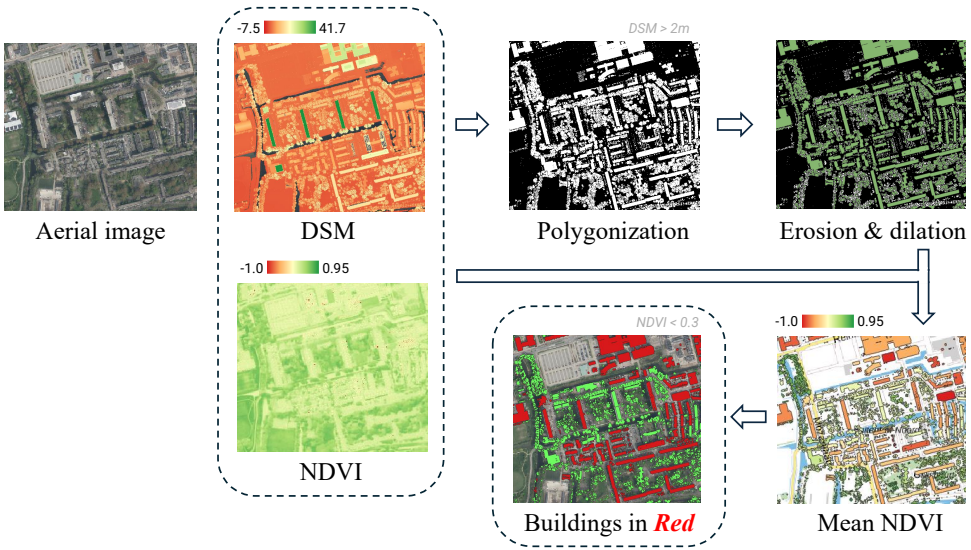 -7.5 41.7
DSM > 2m
Aerial image
DSM
Polygonization
Erosion & dilation
-1.0 0.95
NDVI < 0.3
-1.0 0.95
NDVI
Buildings in Red
Mean NDVI